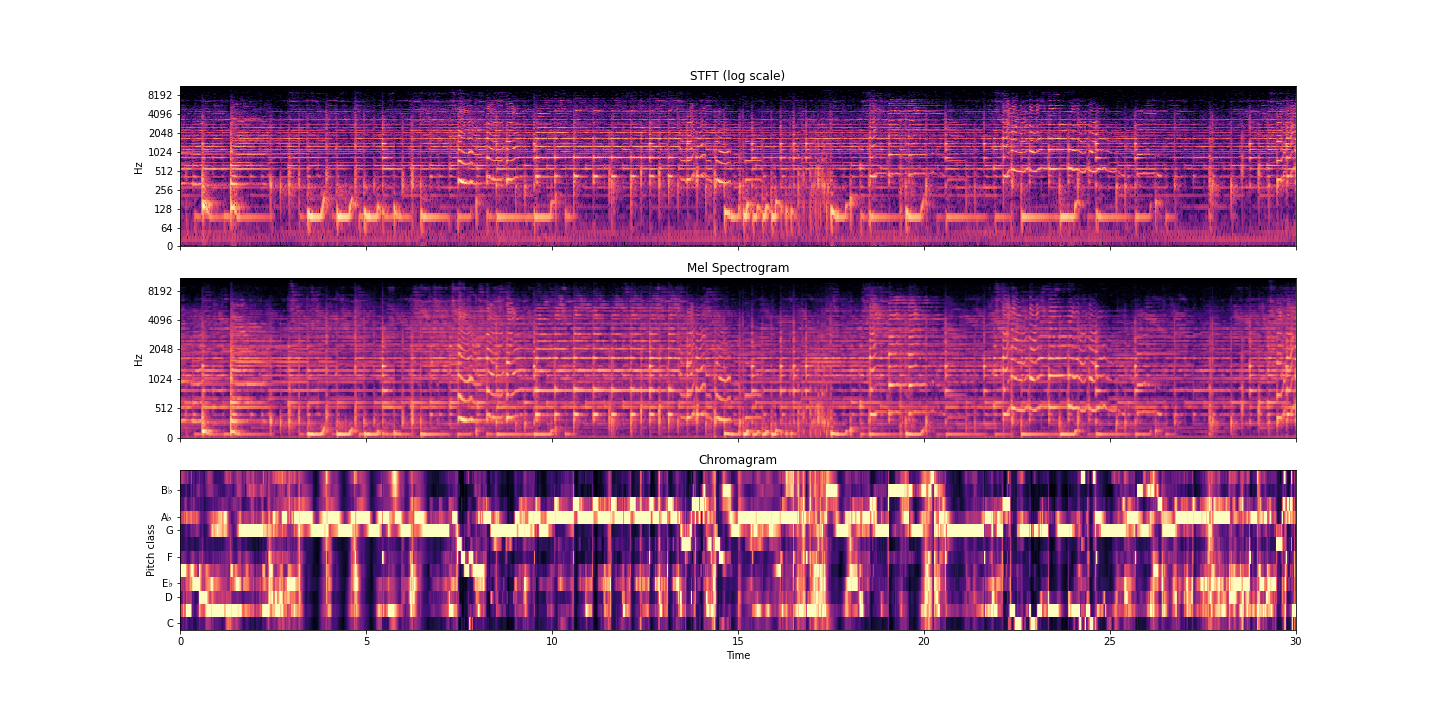 STFT (log scale)
8192
4096
2048
1024
512
256
128
64
0
Hz
Mel Spectrogram
8192
4096
2048
1024
512
0
Hz
Chromagram
B♭
A♭
G
F
E♭
D
C
Pitch class
0 5 10 15 20 25 30
Time